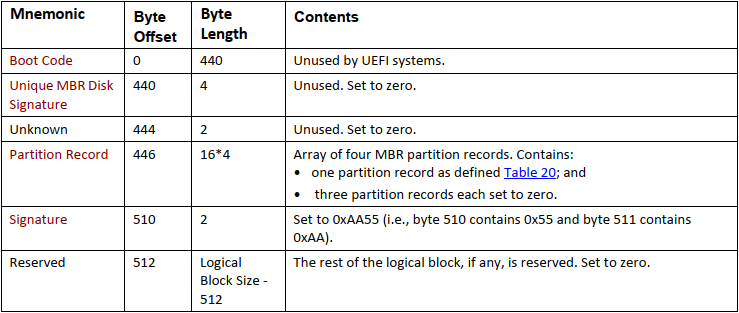 Mnemonic Byte Offset Byte Length Contents
Boot Code 0 440 Unused by UEFI systems.
Unique MBR Disk Signature 440 4 Unused. Set to zero.
Unknown 444 2 Unused. Set to zero.
Partition Record 446 16*4 Array of four MBR partition records. Contains:
• one partition record as defined Table 20; and
• three partition records each set to zero.
Signature 510 2 Set to 0xAA55 (i.e., byte 510 contains 0x55 and byte 511 contains
0xAA).
Reserved 512 Logical Block Size - 512 The rest of the logical block, if any, is reserved. Set to zero.